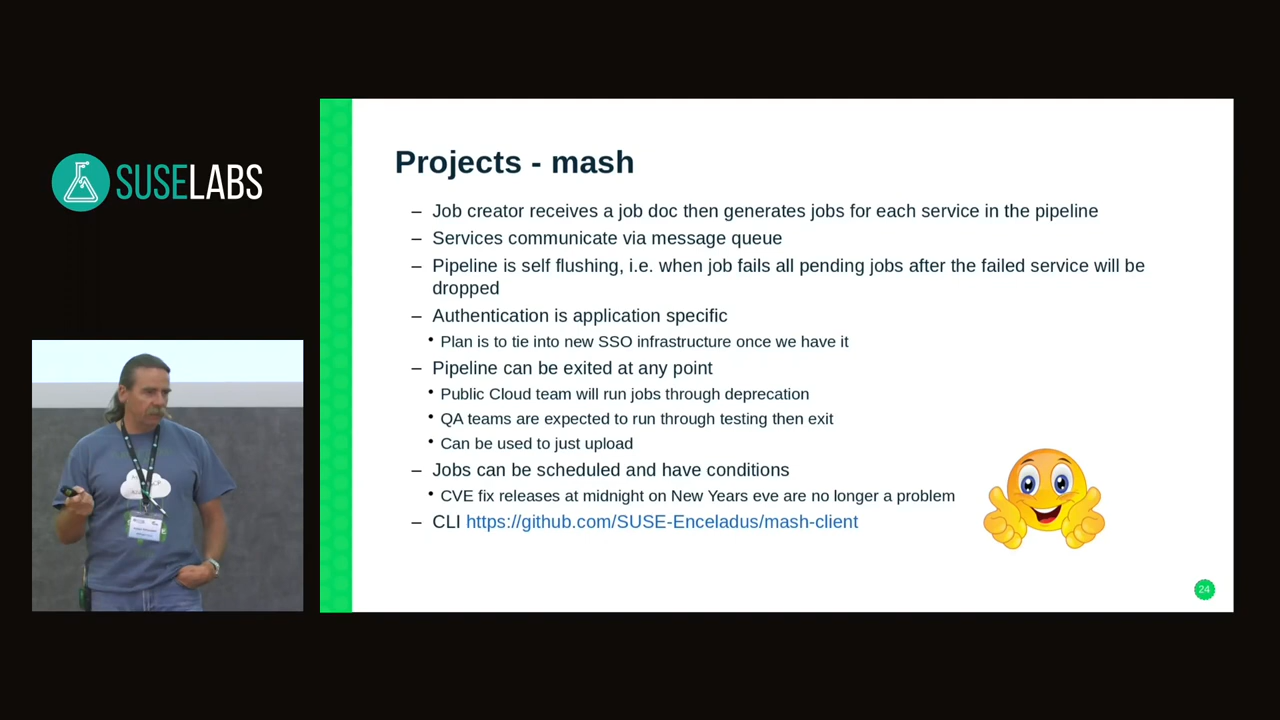 SUSELABS
Projects - mash
– Job creator receives a job doc then generates jobs for each service in the pipeline
– Services communicate via message queue
– Pipeline is self flushing, i.e. when job fails all pending jobs after the failed service will be
dropped
– Authentication is application specific
• Plan is to tie into new SSO infrastructure once we have it
– Pipeline can be exited at any point
• Public Cloud team will run jobs through deprecation
• QA teams are expected to run through testing then exit
• Can be used to just upload
– Jobs can be scheduled and have conditions
• CVE fix releases at midnight on New Years eve are no longer a problem
– CLI https://github.com/SUSE-Enceladus/mash-client
24